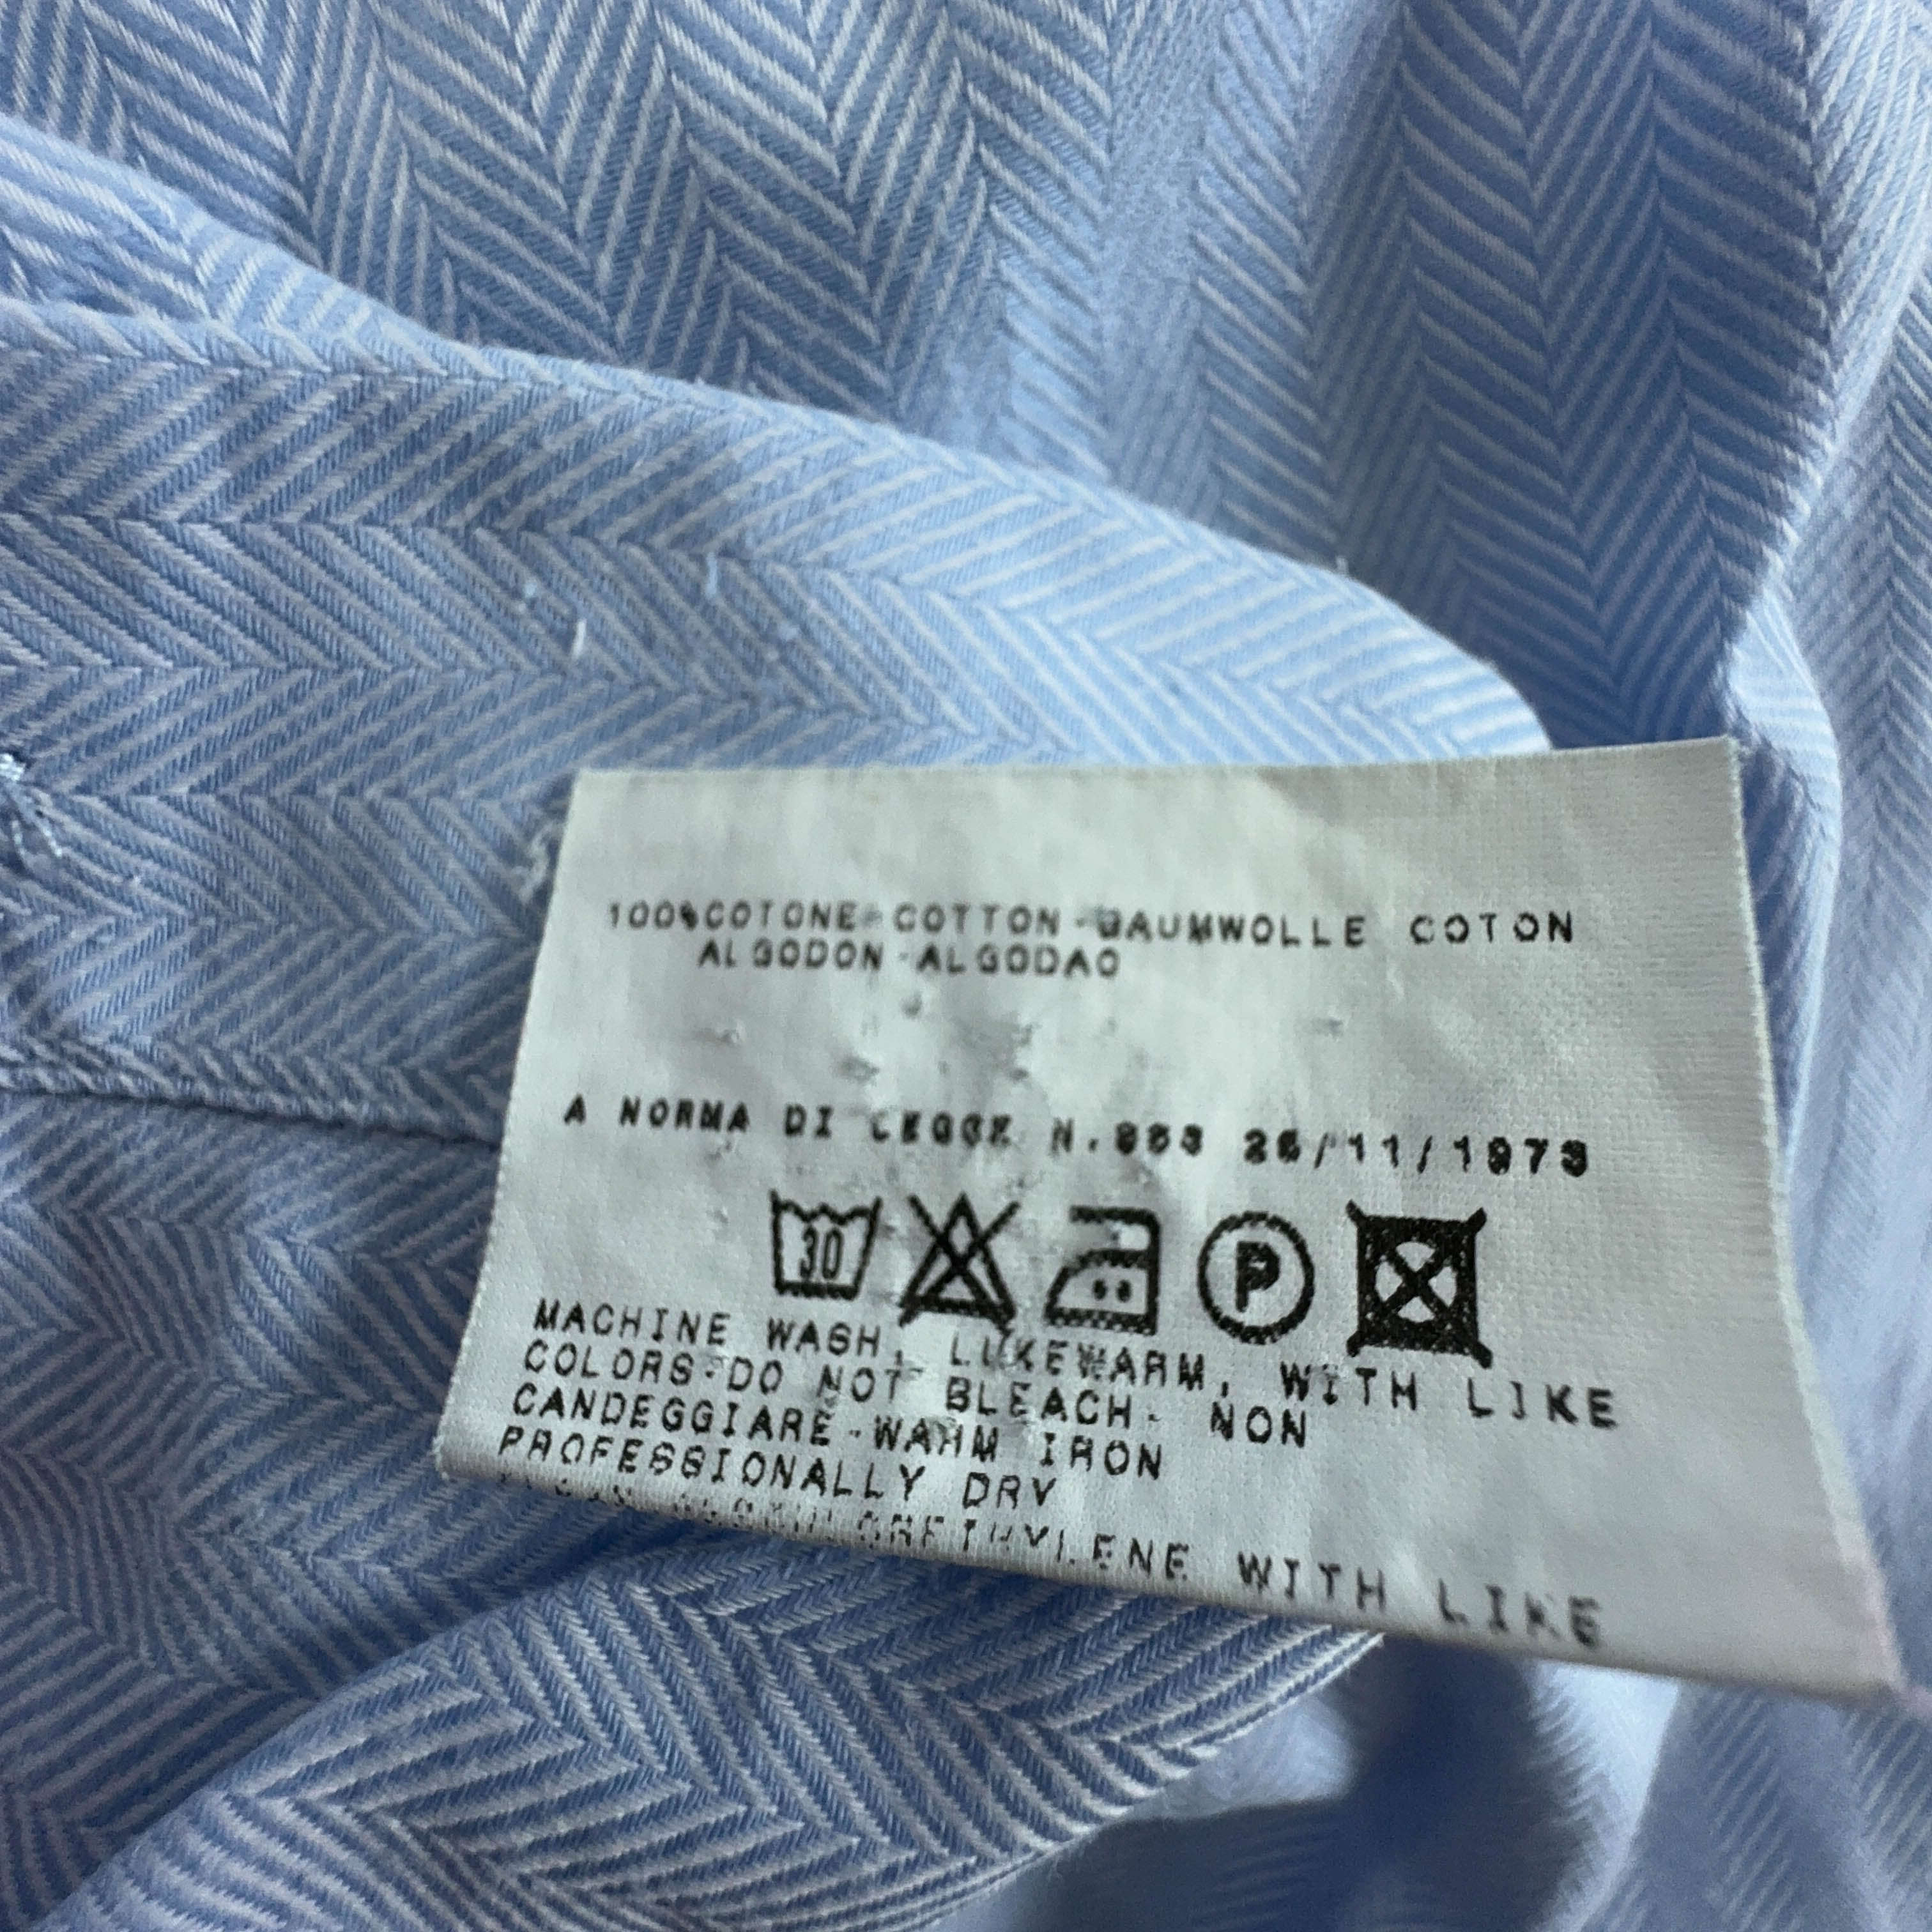 100%COTONE-COTTON-BAUMWOLLE COTON
ALGODON-ALGODAO
A NORMA DI LEGGE N.883 26/11/1973
30 P
MACHINE WASH, LUKEWARM, WITH LIKE
COLORS-DO NOT BLEACH- NON
CANDEGGIARE-WARM IRON
PROFESSIONALLY DRY
WITH LIKE